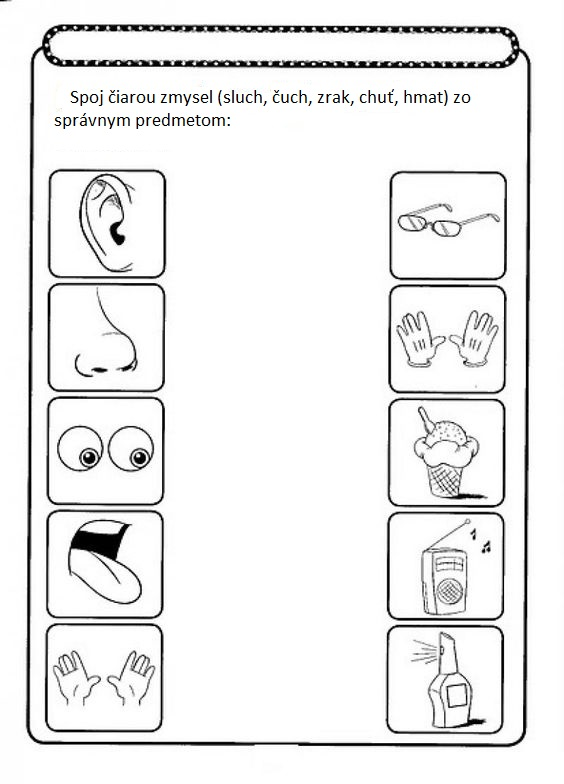 Spoj čiarou zmysel (sluch, čuch, zrak, chuť, hmat) zo
správnym predmetom: